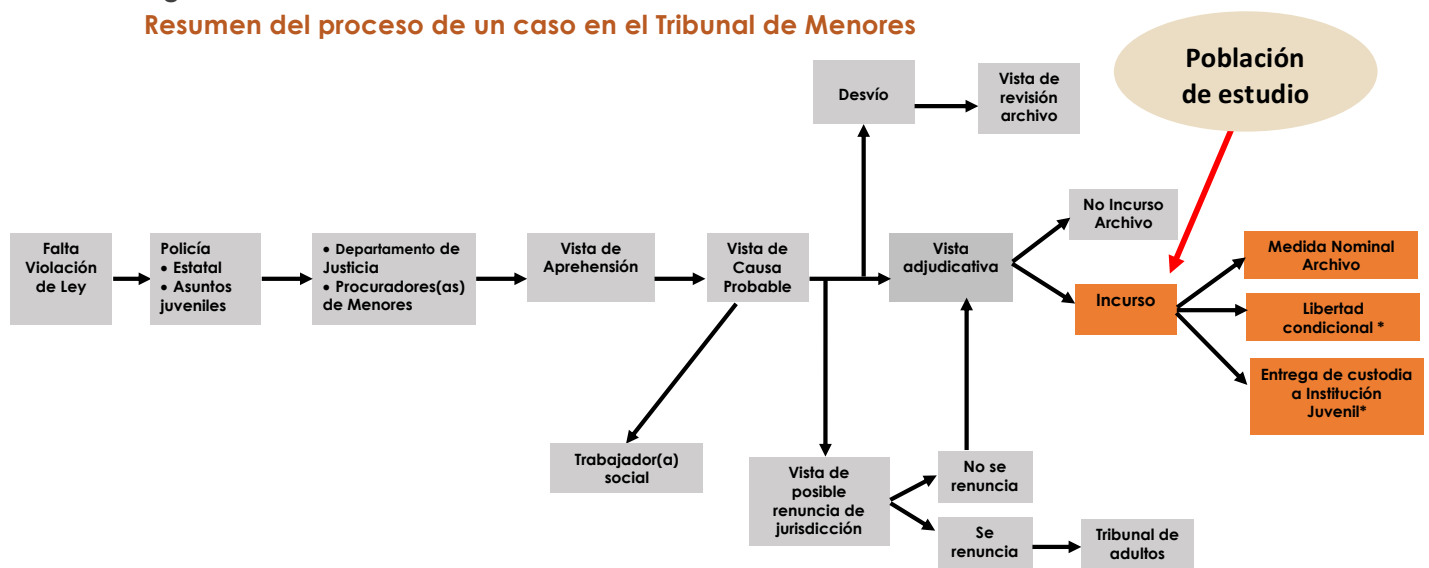 Resumen del proceso de un caso en el Tribunal de Menores
Población
de estudio
Desvío
Vista de
revisión
archivo
Falta
Violación
de Ley
Policía
• Estatal
• Asuntos
juveniles
• Departamento de
Justicia
• Procuradores(as)
de Menores
Vista de
Aprehensión
Vista de
Causa
Probable
Vista
adjudicativa
No Incurso
Archivo
Incurso
Medida Nominal
Archivo
Libertad
condicional *
Entrega de custodia
a Institución
Juvenil*
Trabajador(a)
social
Vista de
posible
renuncia de
jurisdicción
No se
renuncia
Se
renuncia
Tribunal de
adultos